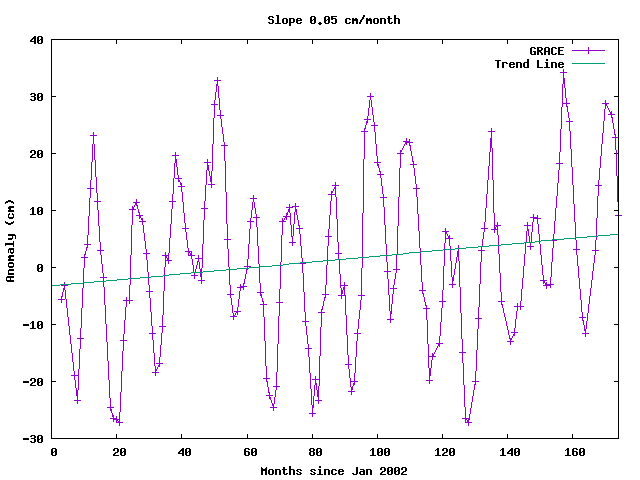 Slope 0.05 cm/month
GRACE
Trend Line
40
30
20
10
0
-10
-20
-30
Anomaly (cm)
0 20 40 60 80 100 120 140 160
Months since Jan 2002